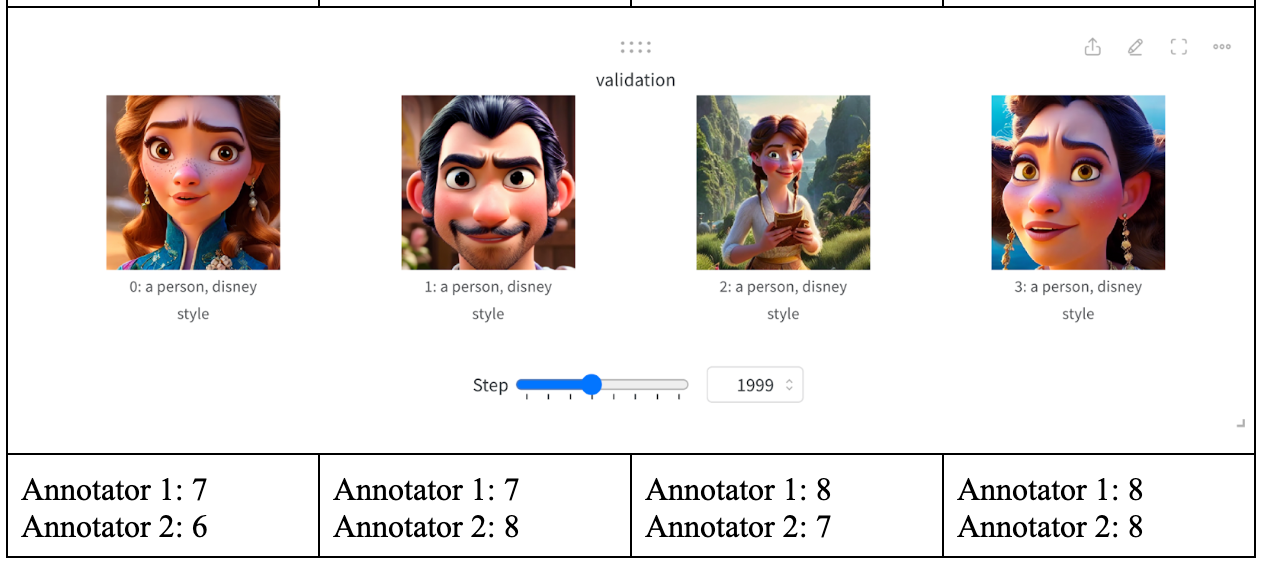 validation
0: a person, disney
style
1: a person, disney
style
2: a person, disney
style
3: a person, disney
style
Step 1999
Annotator 1: 7
Annotator 2: 6
Annotator 1: 7
Annotator 2: 8
Annotator 1: 8
Annotator 2: 7
Annotator 1: 8
Annotator 2: 8